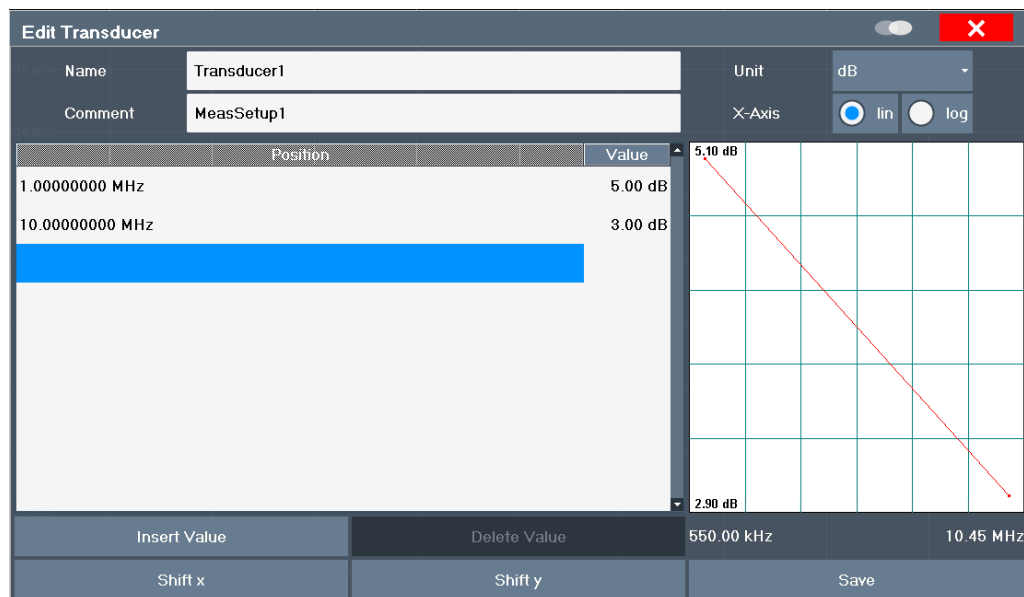 Edit Transducer
Name Transducer1 Unit dB
Comment MeasSetup1 X-Axis lin log
Position Value
5.10 dB
1.00000000 MHz 5.00 dB
10.00000000 MHz 3.00 dB
2.90 dB
Insert Value Delete Value 550.00 kHz 10.45 MHz
Shift x Shift y Save